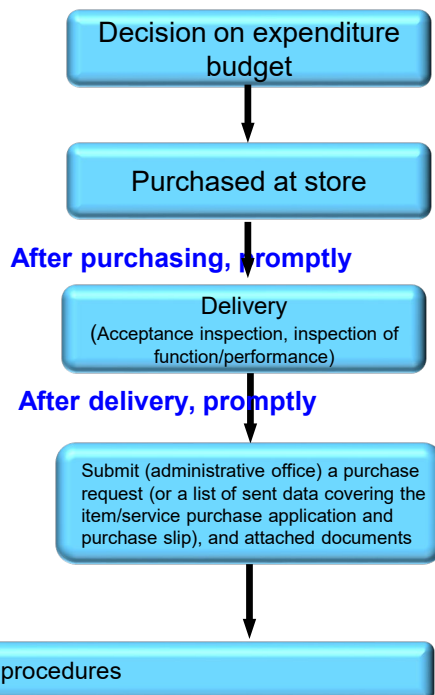 Decision on expenditure
budget
Purchased at store
After purchasing, promptly
Delivery
(Acceptance inspection, inspection of
function/performance)
After delivery, promptly
Submit (administrative office) a purchase
request (or a list of sent data covering the
item/service purchase application and
purchase slip), and attached documents
procedures